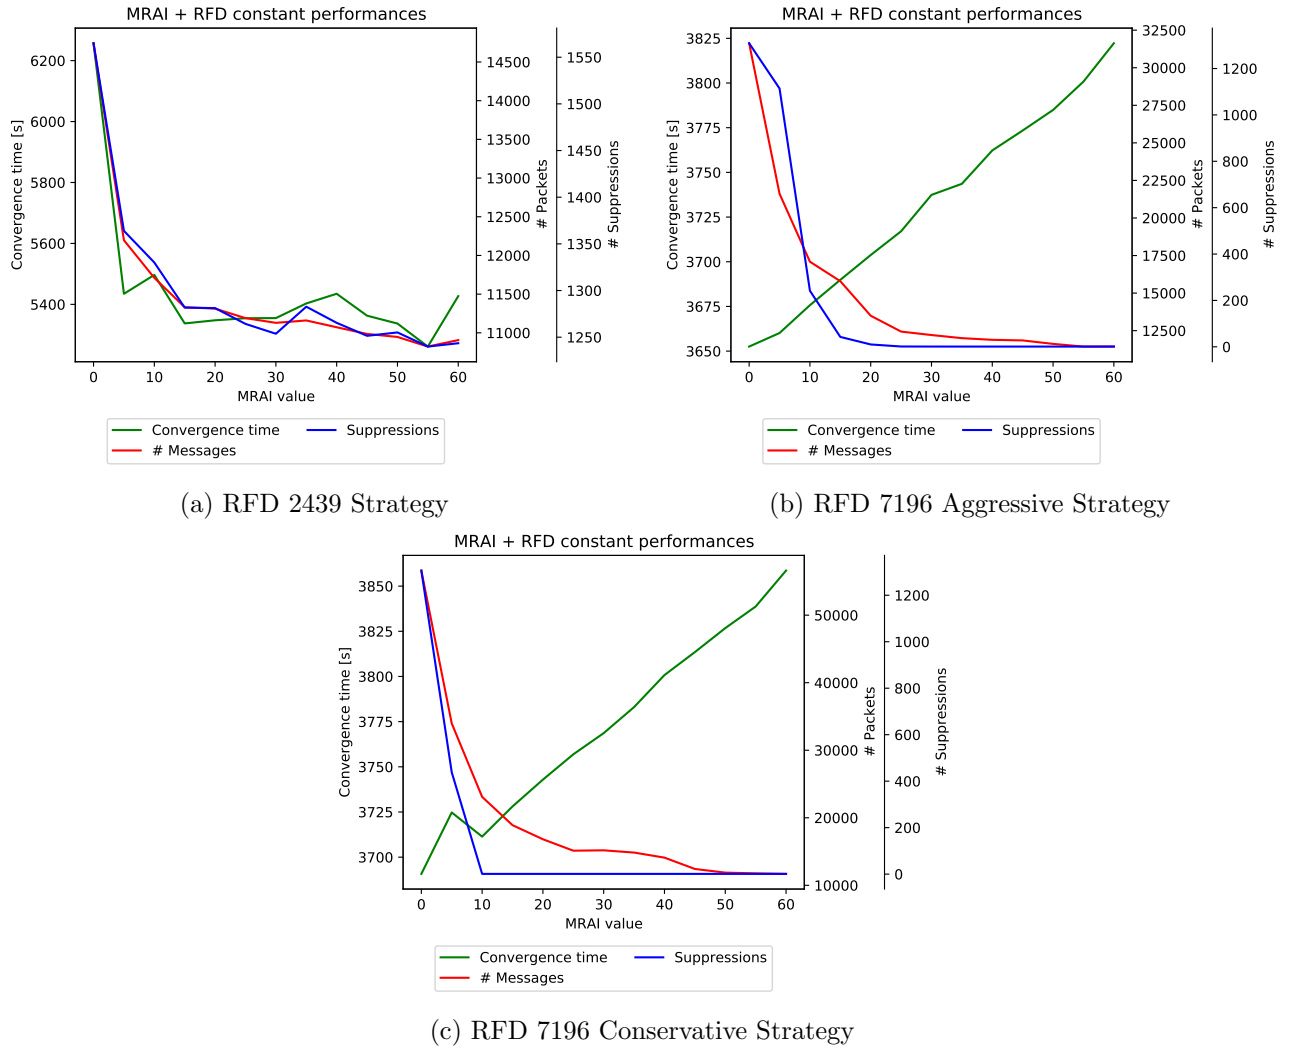 MRAI + RFD constant performances
6200
6000
5800
5600
5400
Convergence time [s]
0 10 20 30 40 50 60
MRAI value
14500
14000
13500
13000
12500
12000
11500
11000
# Packets
1550
1500
1450
1400
1350
1300
1250
# Suppressions
Convergence time
# Messages
Suppressions
(a) RFD 2439 Strategy
MRAI + RFD constant performances
3825
3800
3775
3750
3725
3700
3675
3650
Convergence time [s]
0 10 20 30 40 50 60
MRAI value
32500
30000
27500
25000
22500
20000
17500
15000
12500
# Packets
1200
1000
800
600
400
200
0
# Suppressions
Convergence time
# Messages
Suppressions
(b) RFD 7196 Aggressive Strategy
MRAI + RFD constant performances
3850
3825
3800
3775
3750
3725
3700
Convergence time [s]
0 10 20 30 40 50 60
MRAI value
50000
40000
30000
20000
10000
# Packets
1200
1000
800
600
400
200
0
# Suppressions
Convergence time
# Messages
Suppressions
(c) RFD 7196 Conservative Strategy